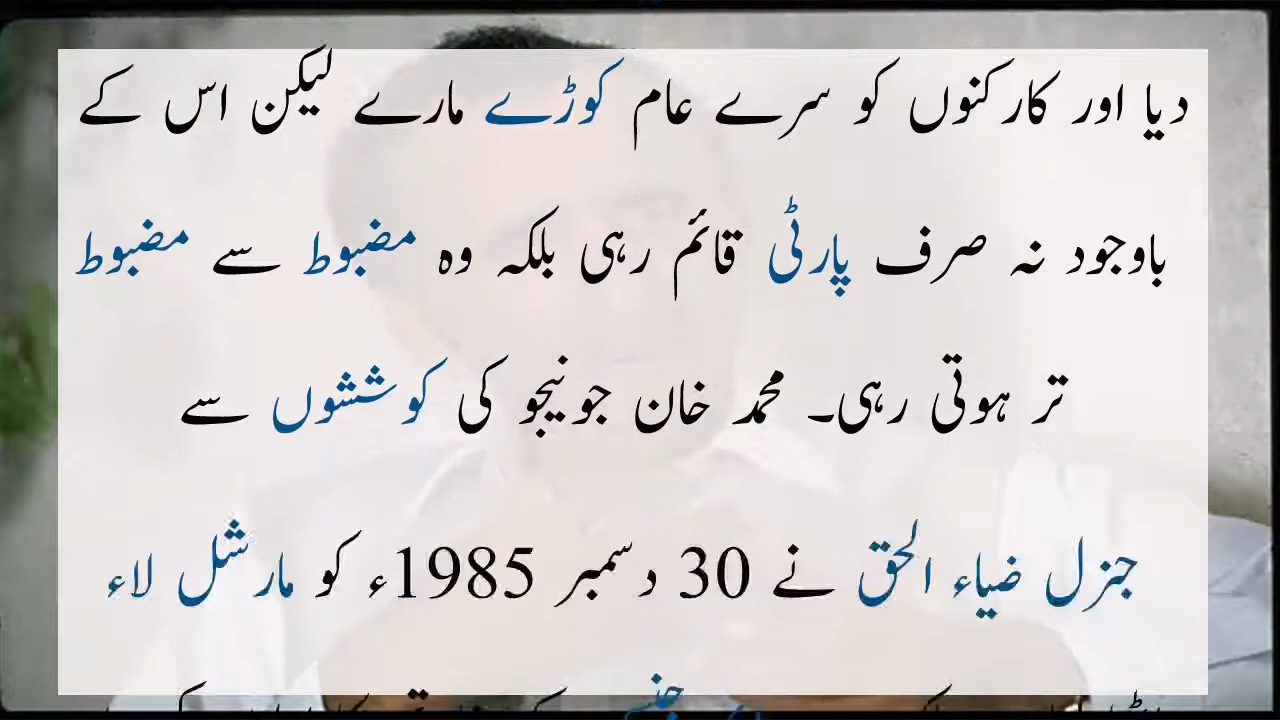 دیا اور کارکنوں کو سرے عام کوڑے مارے لیکن اس کے
باوجود نہ صرف پارٹی قائم رہی بلکہ وہ مضبوط سے مضبوط
تر ہوتی رہی۔ محمد خان جونیجو کی کوششوں سے
جنرل ضیاء الحق نے 30 دسمبر 1985ء کو مارشل لاء